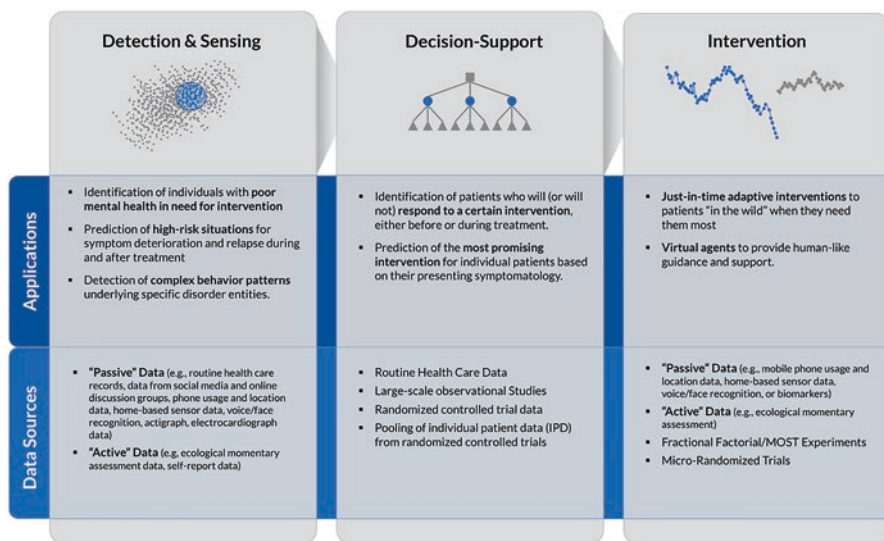 Detection & Sensing
Decision-Support
Intervention
Applications
▪ Identification of individuals with poor
mental health in need for intervention
▪ Prediction of high-risk situations for
symptom deterioration and relapse during
and after treatment
▪ Detection of complex behavior patterns
underlying specific disorder entities.
▪ Identification of patients who will (or will
not) respond to a certain intervention,
either before or during treatment.
▪ Prediction of the most promising
intervention for individual patients based
on their presenting symptomatology.
▪ Just-in-time adaptive interventions to
patients "in the wild" when they need
them most
▪ Virtual agents to provide human-like
guidance and support.
Data Sources
▪ "Passive" Data (e.g., routine health care
records, data from social media and online
discussion groups, phone usage and location
data, home-based sensor data, voice/face
recognition, actigraph, electrocardiograph
data)
▪ "Active" Data (e.g, ecological momentary
assessment data, self-report data)
▪ Routine Health Care Data
▪ Large-scale observational Studies
▪ Randomized controlled trial data
▪ Pooling of individual patient data (IPD)
from randomized controlled trials
▪ "Passive" Data (e.g., mobile phone usage and
location data, home-based sensor data,
voice/face recognition, or biomarkers)
▪ "Active" Data (e.g., ecological momentary
assessment)
▪ Fractional Factorial/MOST Experiments
▪ Micro-Randomized Trials